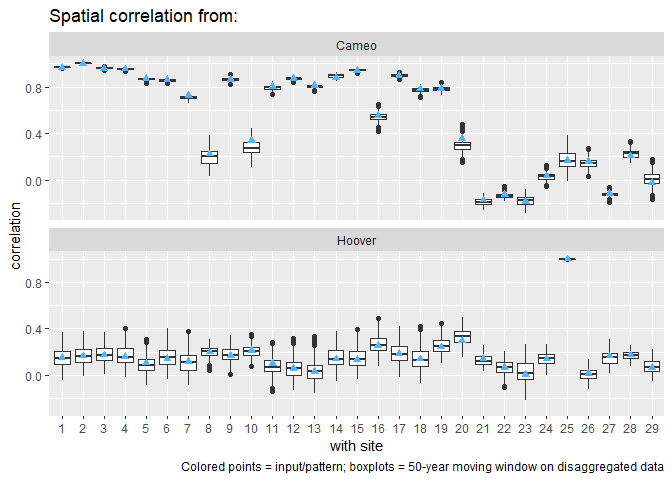 Spatial correlation from:
Cameo
0.8
0.4
0.0
correlation
Hoover
0.8
0.4
0.0
1 2 3 4 5 6 7 8 9 10 11 12 13 14 15 16 17 18 19 20 21 22 23 24 25 26 27 28 29
with site
Colored points = input/pattern; boxplots = 50-year moving window on disaggregated data